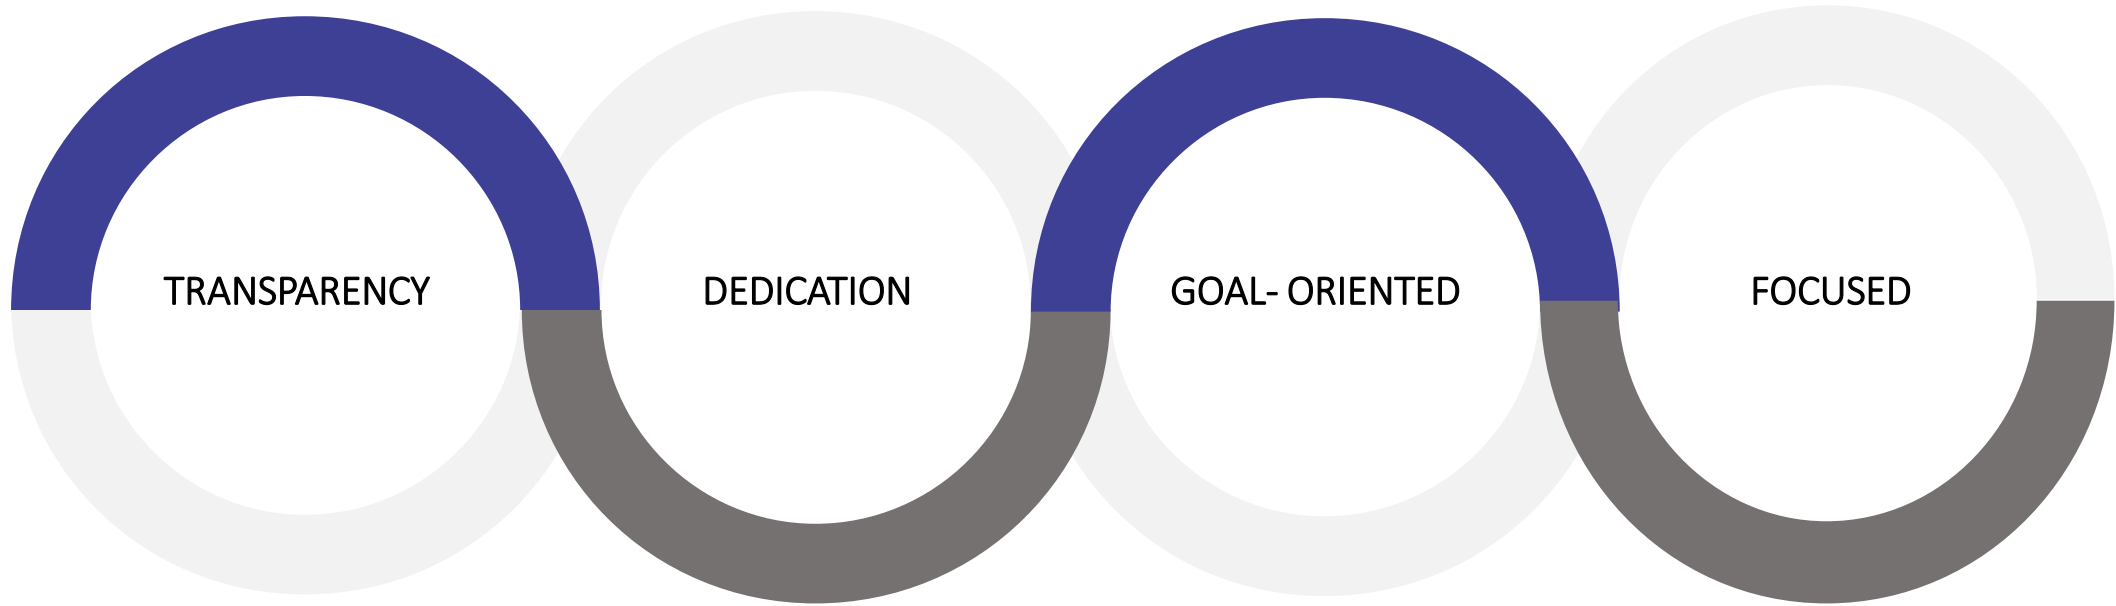 TRANSPARENCY
DEDICATION
GOAL- ORIENTED
FOCUSED